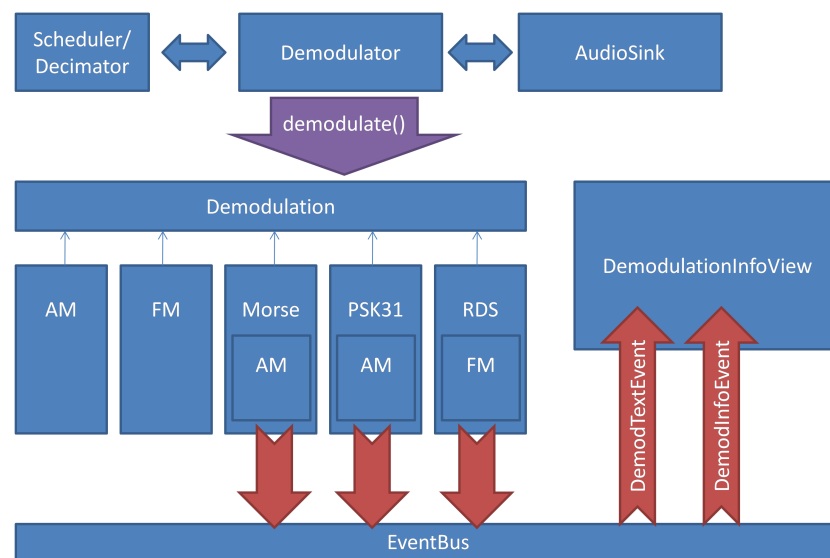 Scheduler/
Decimator
Demodulator
AudioSink
demodulate()
Demodulation
DemodulationInfoView
AM
FM
Morse
PSK31
RDS
AM
AM
FM
DemodTextEvent
DemodInfoEvent
EventBus